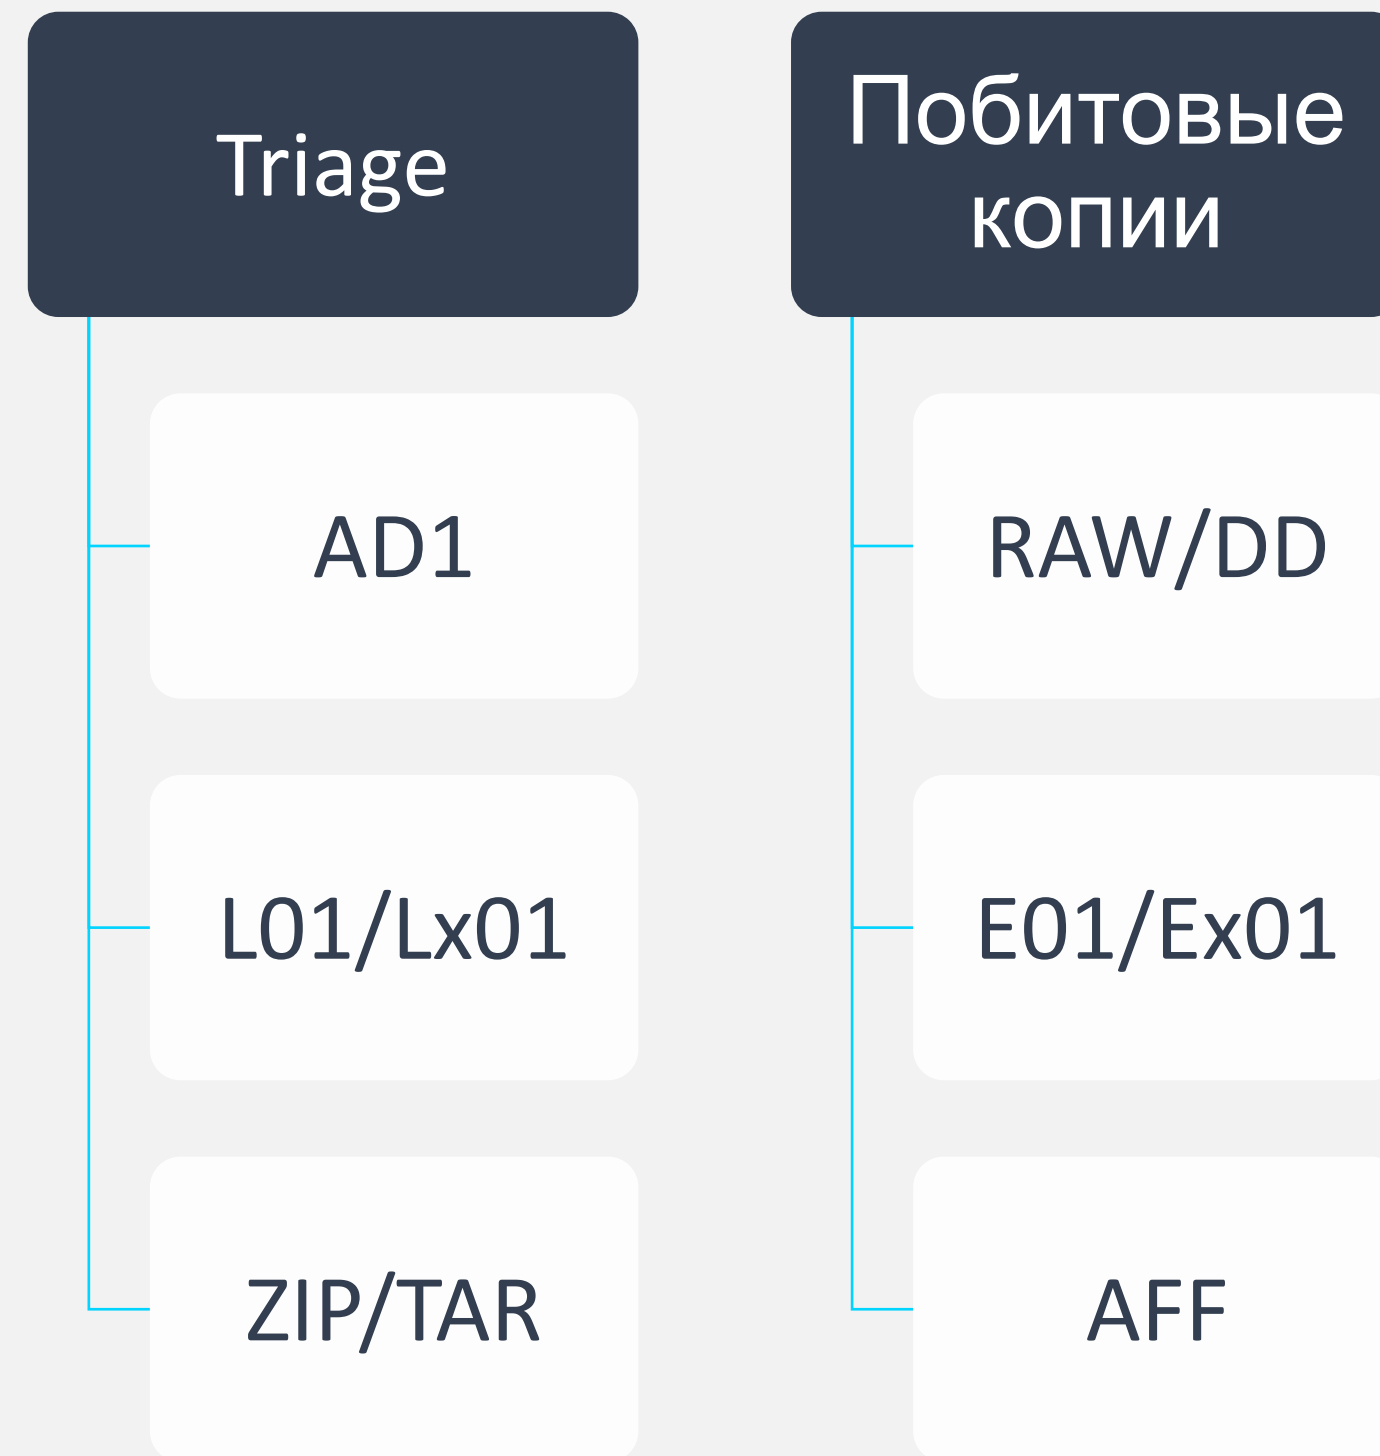 Triage
AD1
L01/Lx01
ZIP/TAR
Побитовые
копии
RAW/DD
E01/Ex01
AFF